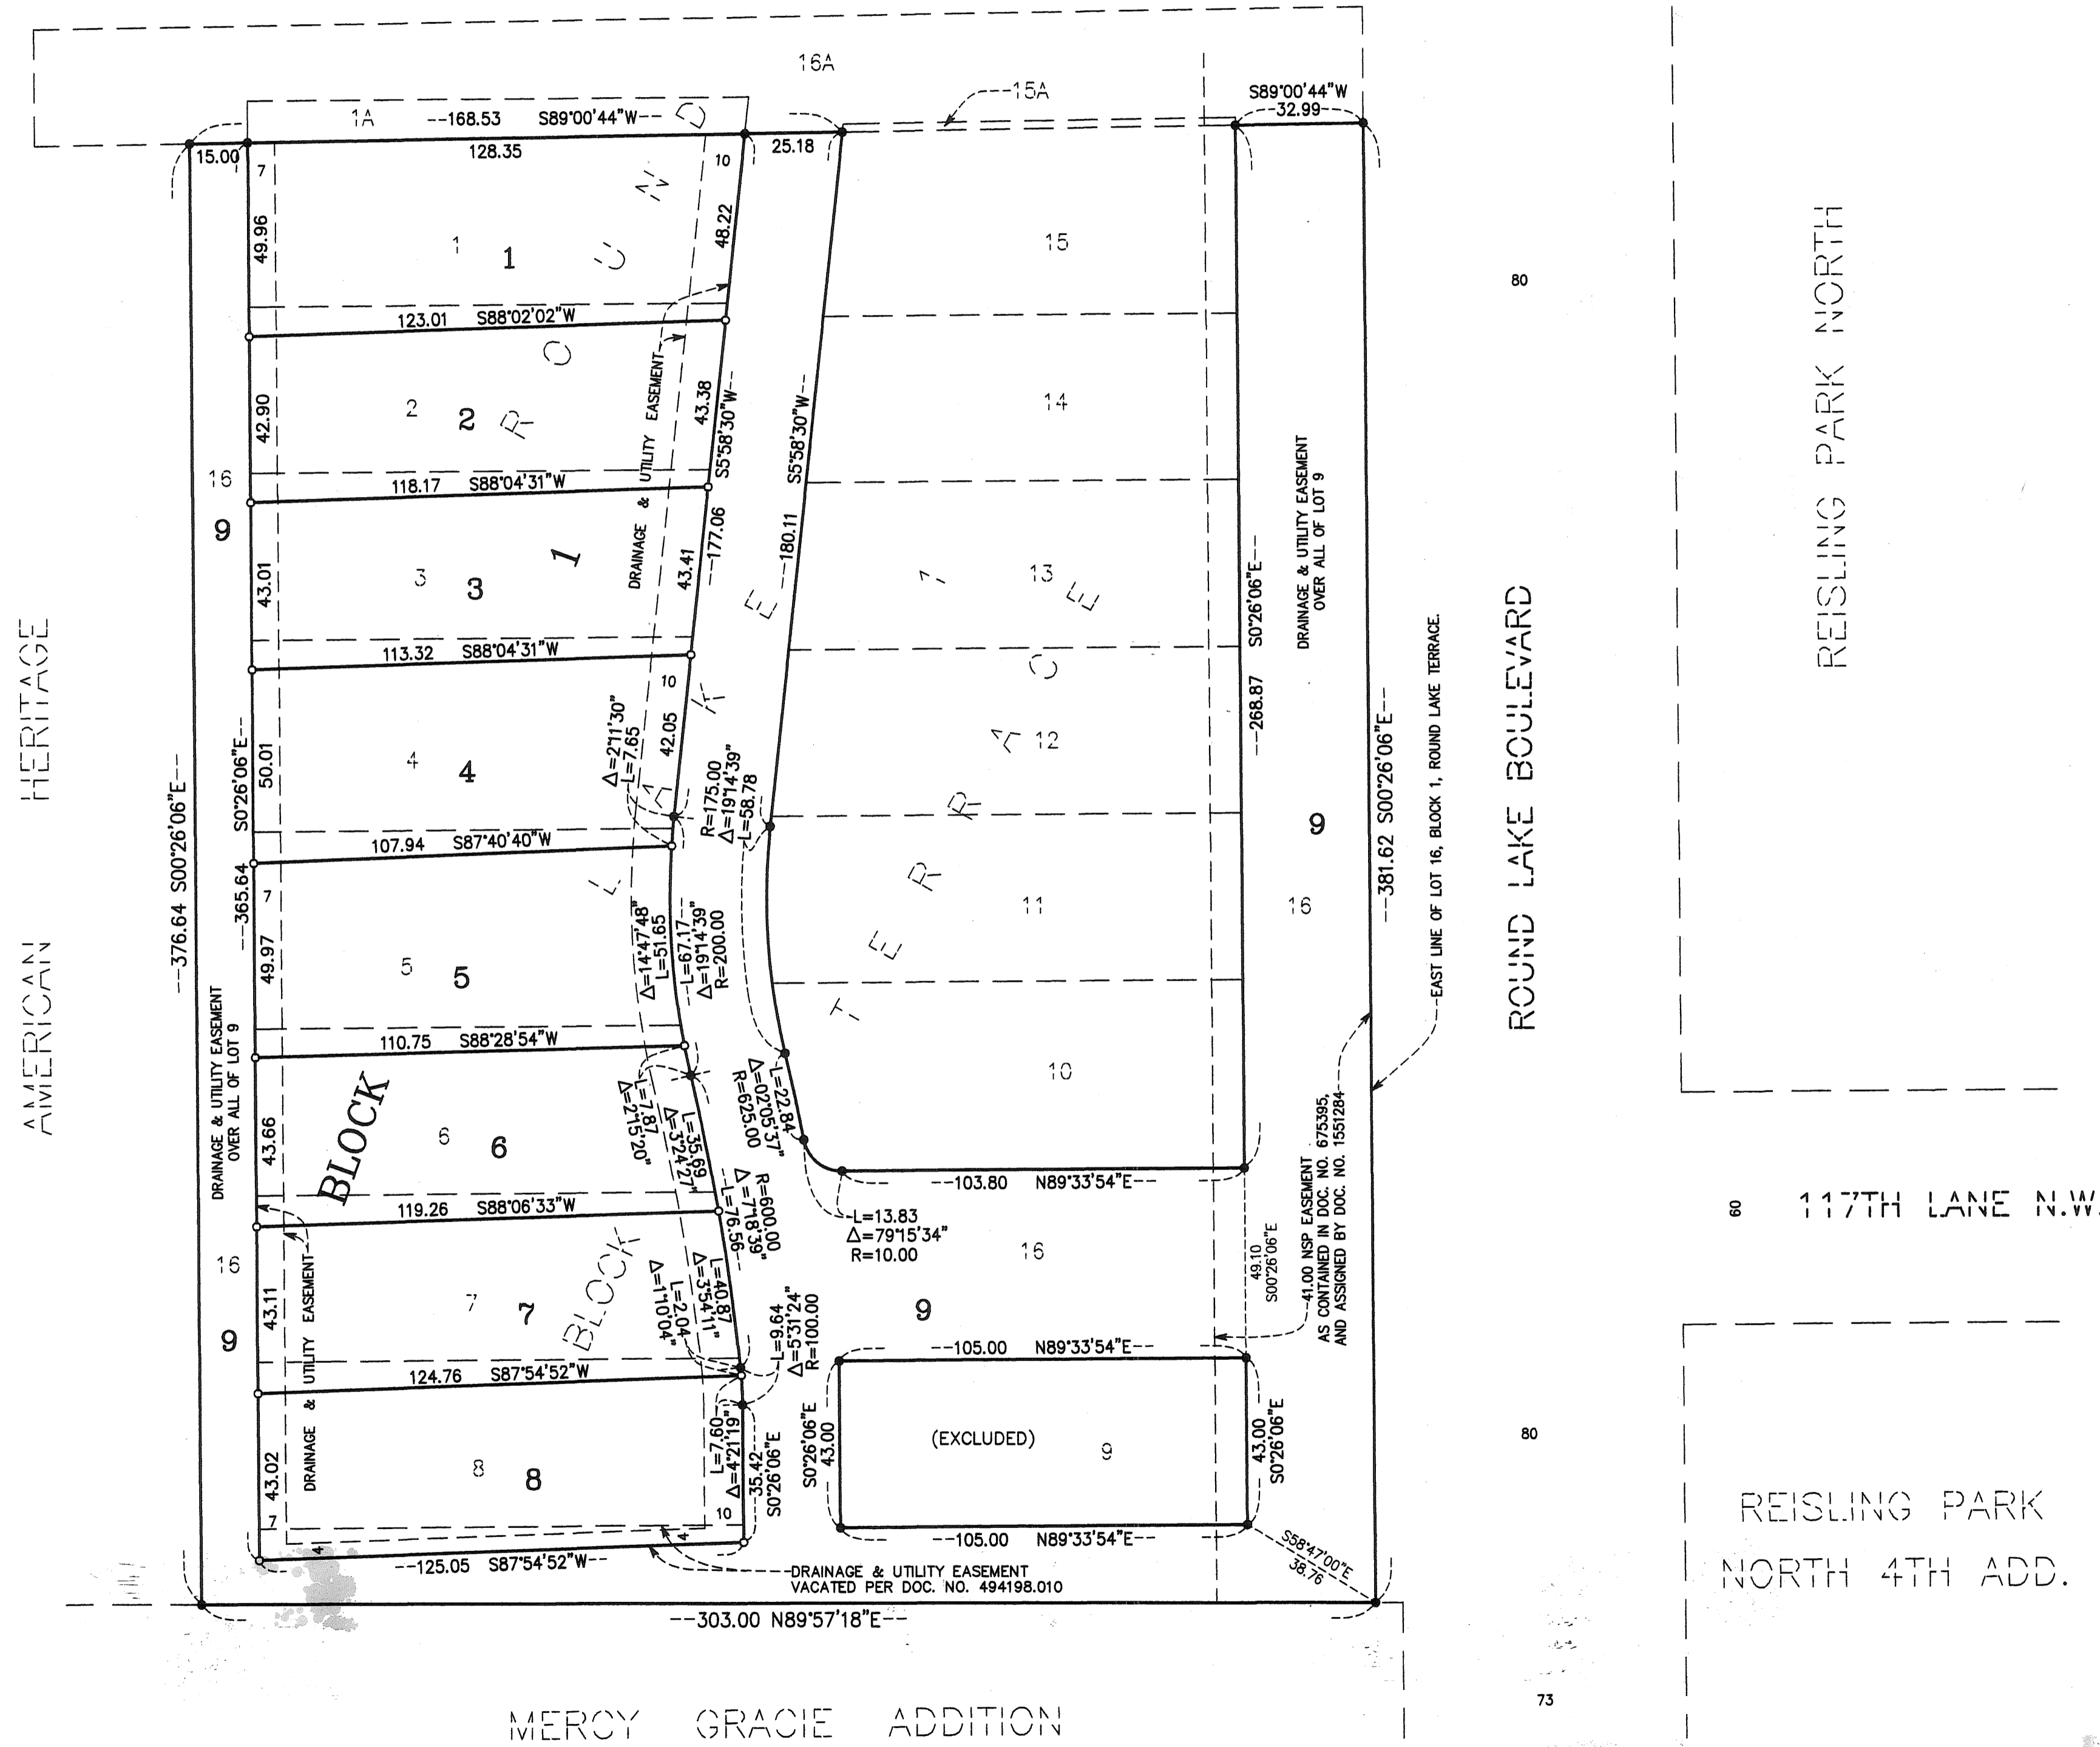 16A
---15A
S89°00'44"W
---32.99---
1A ---168.53 S89°00'44"W---
15.00
128.35
25.18
7
10
49.96
48.22
1 1
15
80
123.01 S88°02'02"W
42.90
43.38
2 2
14
DRAINAGE & UTILITY EASEMENT
---177.06 S5°58'30"W---
---180.11 S5°58'30"W---
118.17 S88°04'31"W
16
9
43.01
43.41
3 3
1
13
1,
113.32 S88°04'31"W
10
50.01
42.05
4 4
12
Δ=2°11'30"
L=7.65
R=175.00
Δ=19°14'39"
L=58.78
107.94 S87°40'40"W
7
49.97
5 5
11
Δ=14°47'48"
L=51.65
---L=67.17---
Δ=19°14'39"
R=200.00
---376.64 S00°26'06"E---
---365.64 S0°26'06"E---
---268.87 S0°26'06"E---
DRAINAGE & UTILITY EASEMENT
OVER ALL OF LOT 9
9
16
---381.62 S00°26'06"E---
EAST LINE OF LOT 16, BLOCK 1, ROUND LAKE TERRACE.
ROUND LAKE BOULEVARD
REISLING PARK NORTH
AMERICAN HERITAGE
ROUND
LAKE
TERRACE
DRAINAGE & UTILITY EASEMENT
OVER ALL OF LOT 9
110.75 S88°28'54"W
BLOCK
43.66
6 6
10
L=7.87
Δ=2°15'20"
L=35.69
Δ=3°24'27"
L=22.84
Δ=02°05'37"
R=625.00
R=600.00
Δ=7°18'39"
L=76.56
119.26 S88°06'33"W
---103.80 N89°33'54"E---
L=13.83
Δ=79°15'34"
R=10.00
16
9
49.10
S00°26'06"E
41.00 NSP EASEMENT
AS CONTAINED IN DOC. NO. 675395,
AND ASSIGNED BY DOC. NO. 1551284
60 117TH LANE N.W.
16
9
43.11
7 7
BLOCK
DRAINAGE & UTILITY EASEMENT
L=40.87
Δ=3°54'11"
L=2.04
Δ=1°10'04"
L=9.64
Δ=5°31'24"
R=100.00
124.76 S87°54'52"W
---105.00 N89°33'54"E---
43.02
8 8
7
10
4
4
L=7.60
Δ=4°21'19"
35.42
S0°26'06"E
S0°26'06"E
43.00
(EXCLUDED)
9
43.00
S0°26'06"E
80
---105.00 N89°33'54"E---
---125.05 S87°54'52"W---
DRAINAGE & UTILITY EASEMENT
VACATED PER DOC. NO. 494198.010
S58°47'00"E
38.76
---303.00 N89°57'18"E---
REISLING PARK
NORTH 4TH ADD.
73
MERCY GRACIE ADDITION